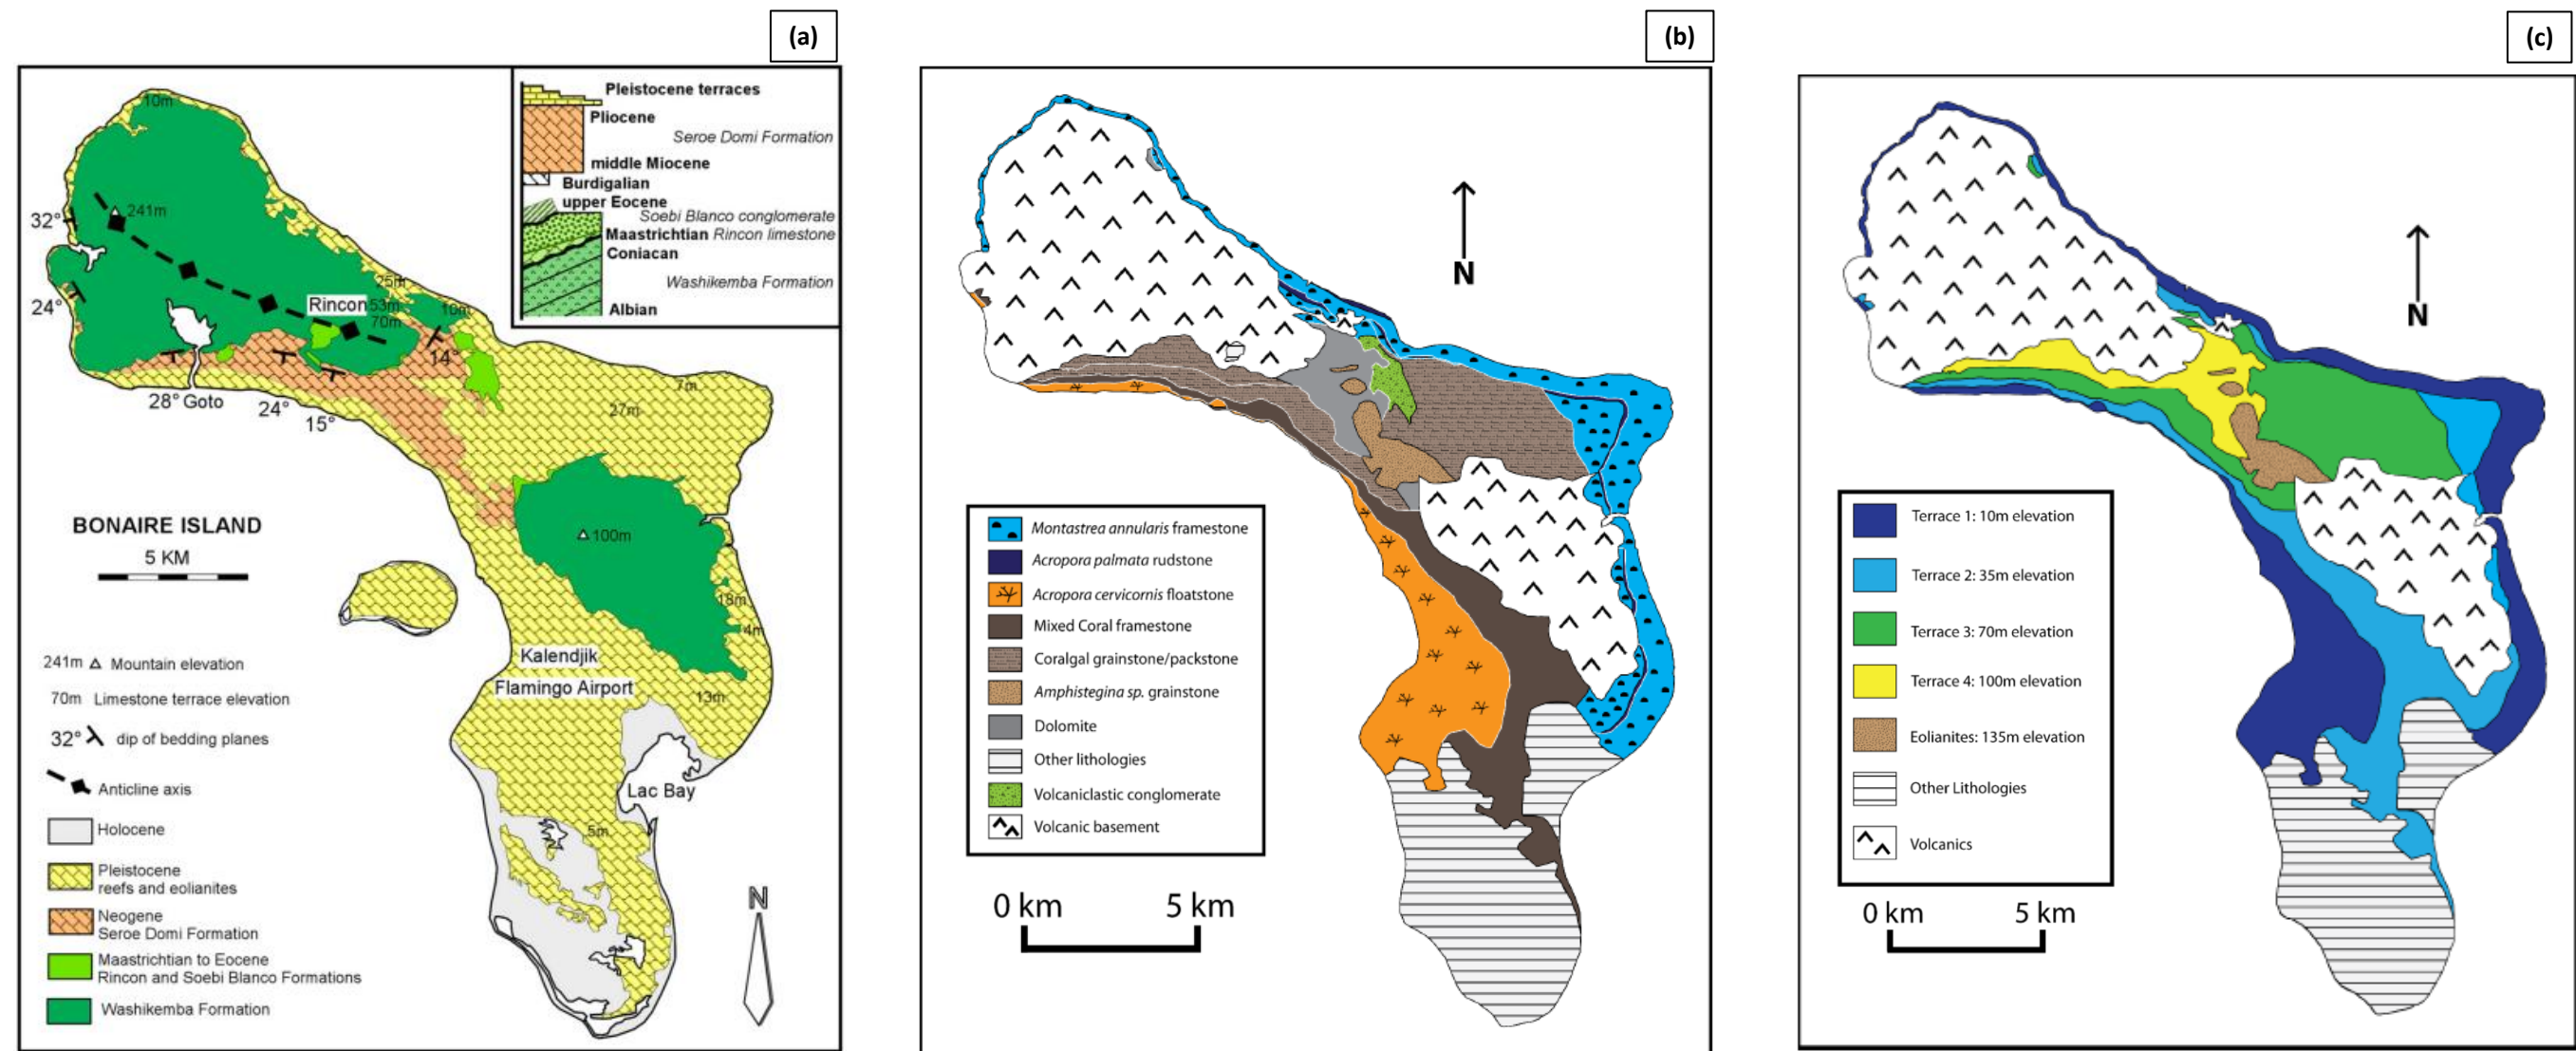 (a)
Pleistocene terraces
Pliocene
Seroe Domi Formation
middle Miocene
Burdigalian
upper Eocene
Soebi Blanco conglomerate
Maastrichtian Rincon limestone
Coniacan
Washikemba Formation
Albian
10m
32°
241m
24°
25m
Rincon 53m
10m
70m
14°
28° Goto
24°
15°
7m
27m
BONAIRE ISLAND
5 KM
100m
18m
4m
Kalendjik
Flamingo Airport
13m
Lac Bay
5m
241m Mountain elevation
70m Limestone terrace elevation
32° dip of bedding planes
Anticline axis
Holocene
Pleistocene
reefs and eolianites
Neogene
Seroe Domi Formation
Maastrichtian to Eocene
Rincon and Soebi Blanco Formations
Washikemba Formation
N
(b)
N
Montastrea annularis framestone
Acropora palmata rudstone
Acropora cervicornis floatstone
Mixed Coral framestone
Coralgal grainstone/packstone
Amphistegina sp. grainstone
Dolomite
Other lithologies
Volcaniclastic conglomerate
Volcanic basement
0 km 5 km
(c)
N
Terrace 1: 10m elevation
Terrace 2: 35m elevation
Terrace 3: 70m elevation
Terrace 4: 100m elevation
Eolianites: 135m elevation
Other Lithologies
Volcanics
0 km 5 km